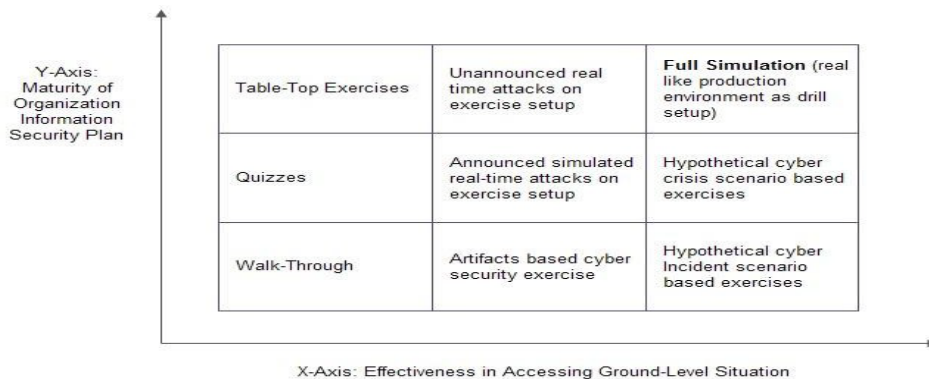 Y-Axis:
Maturity of
Organization
Information
Security Plan
Table-Top Exercises
Unannounced real
time attacks on
exercise setup
Full Simulation (real
like production
environment as drill
setup)
Quizzes
Announced simulated
real-time attacks on
exercise setup
Hypothetical cyber
crisis scenario based
exercises
Walk-Through
Artifacts based cyber
security exercise
Hypothetical cyber
Incident scenario
based exercises
X-Axis: Effectiveness in Accessing Ground-Level Situation